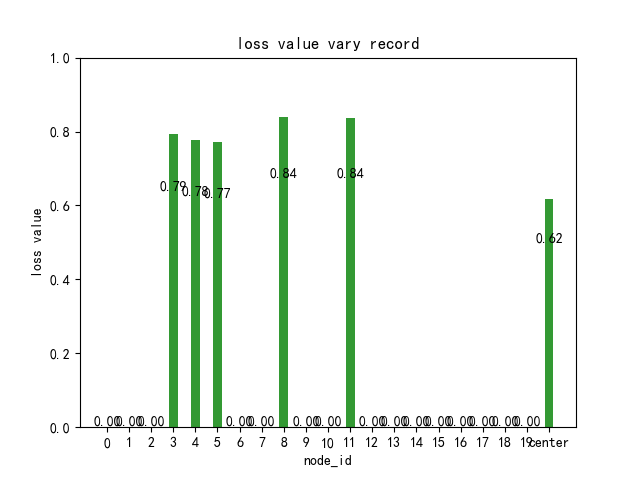 loss value vary record
1.0
0.8
0.6
0.4
0.2
0.0
loss value
0.84 0.84
0.79 0.78 0.77
0.62
0.00 0.00 0.00 0.00 0.00 0.00 0.00 0.00 0.00 0.00 0.00 0.00 0.00 0.00 0.00
0 1 2 3 4 5 6 7 8 9 10 11 12 13 14 15 16 17 18 19 center
node_id